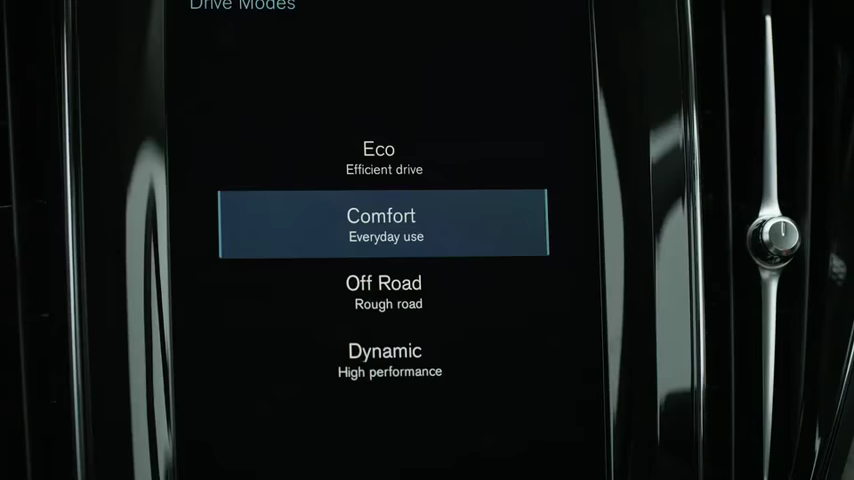 Drive Modes
Eco
Efficient drive
Comfort
Everyday use
Off Road
Rough road
Dynamic
High performance